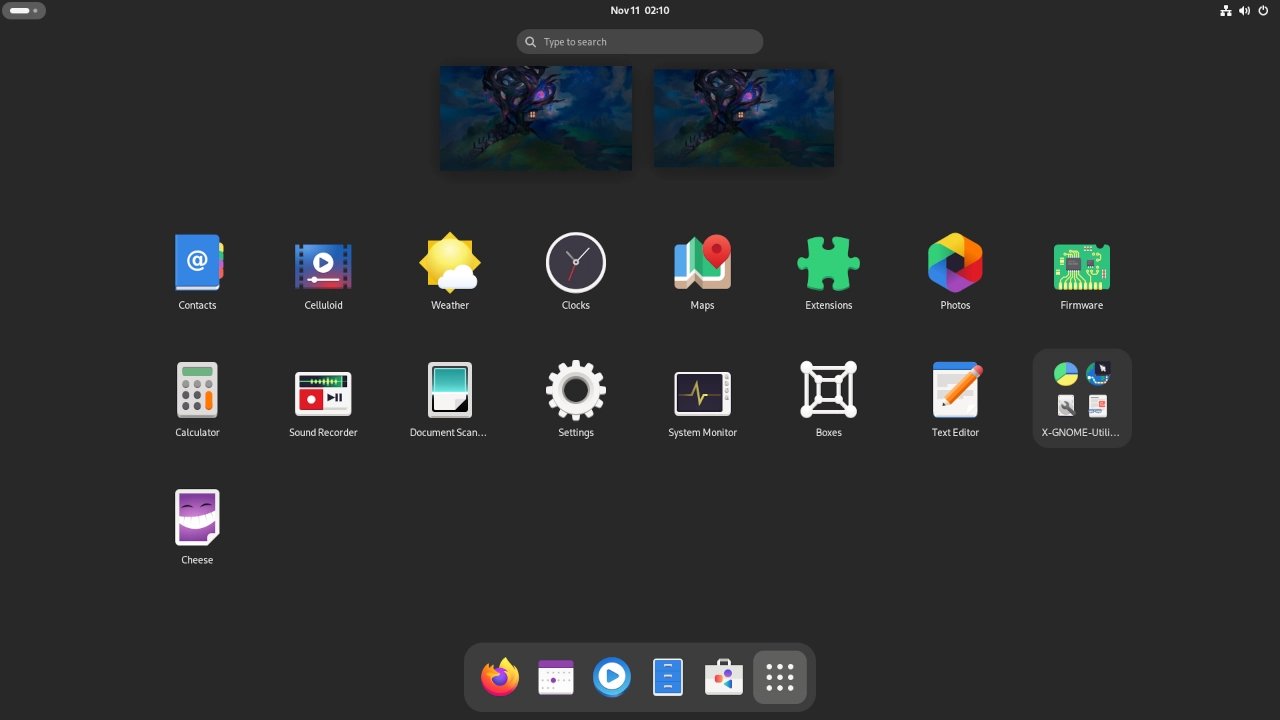 Nov 11 02:10
Type to search
Contacts
Celluloid
Weather
Clocks
Maps
Extensions
Photos
Firmware
Calculator
Sound Recorder
Document Scan...
Settings
System Monitor
Boxes
Text Editor
X-GNOME-Utili...
Cheese